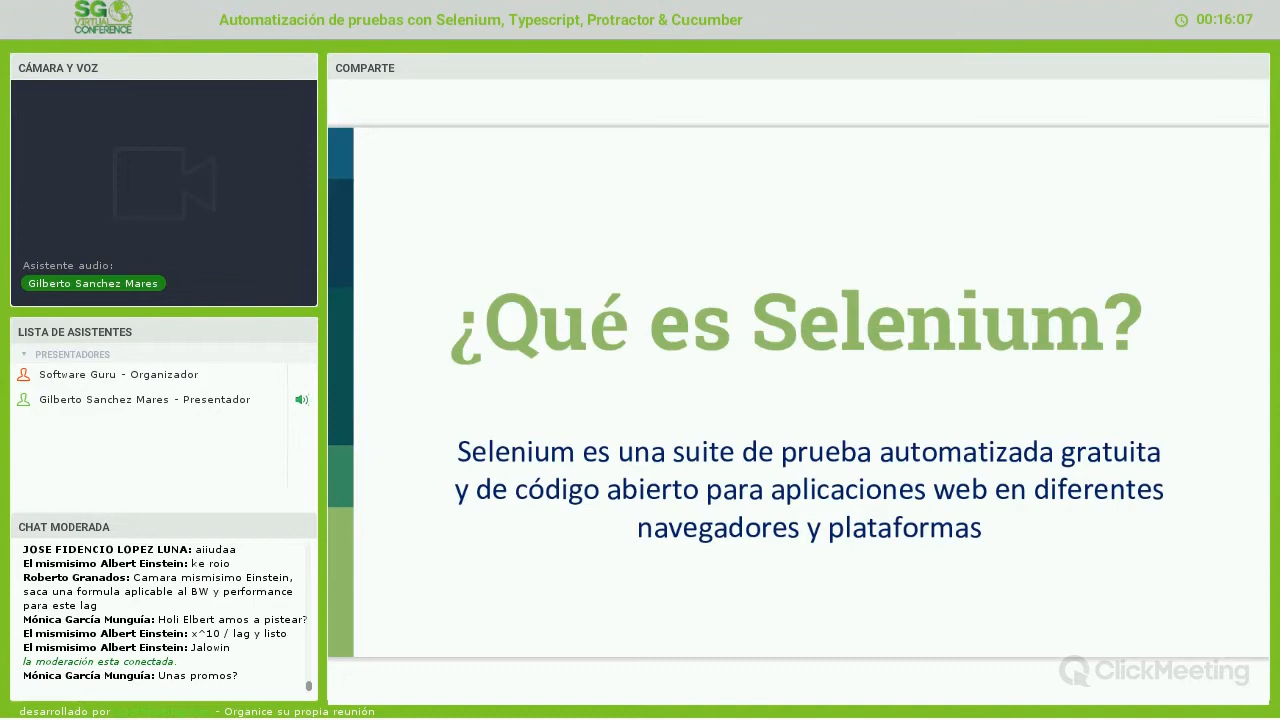 SG
VIRTUAL
CONFERENCE
Automatización de pruebas con Selenium, Typescript, Protractor & Cucumber
00:16:07
CÁMARA Y VOZ
Asistente audio:
Gilberto Sanchez Mares
LISTA DE ASISTENTES
PRESENTADORES
Software Guru - Organizador
Gilberto Sanchez Mares - Presentador
CHAT MODERADA
JOSE FIDENCIO LOPEZ LUNA: aiiudaa
El mismisimo Albert Einstein: ke roio
Roberto Granados: Camara mismisimo Einstein,
saca una formula aplicable al BW y performance
para este lag
Mónica García Munguía: Holi Elbert amos a pistear?
El mismisimo Albert Einstein: x^10 / lag y listo
El mismisimo Albert Einstein: Jalowin
la moderación esta conectada.
Mónica García Munguía: Unas promos?
COMPARTE
¿Qué es Selenium?
Selenium es una suite de prueba automatizada gratuita
y de código abierto para aplicaciones web en diferentes
navegadores y plataformas
ClickMeeting
desarrollado por - Organice su propia reunión